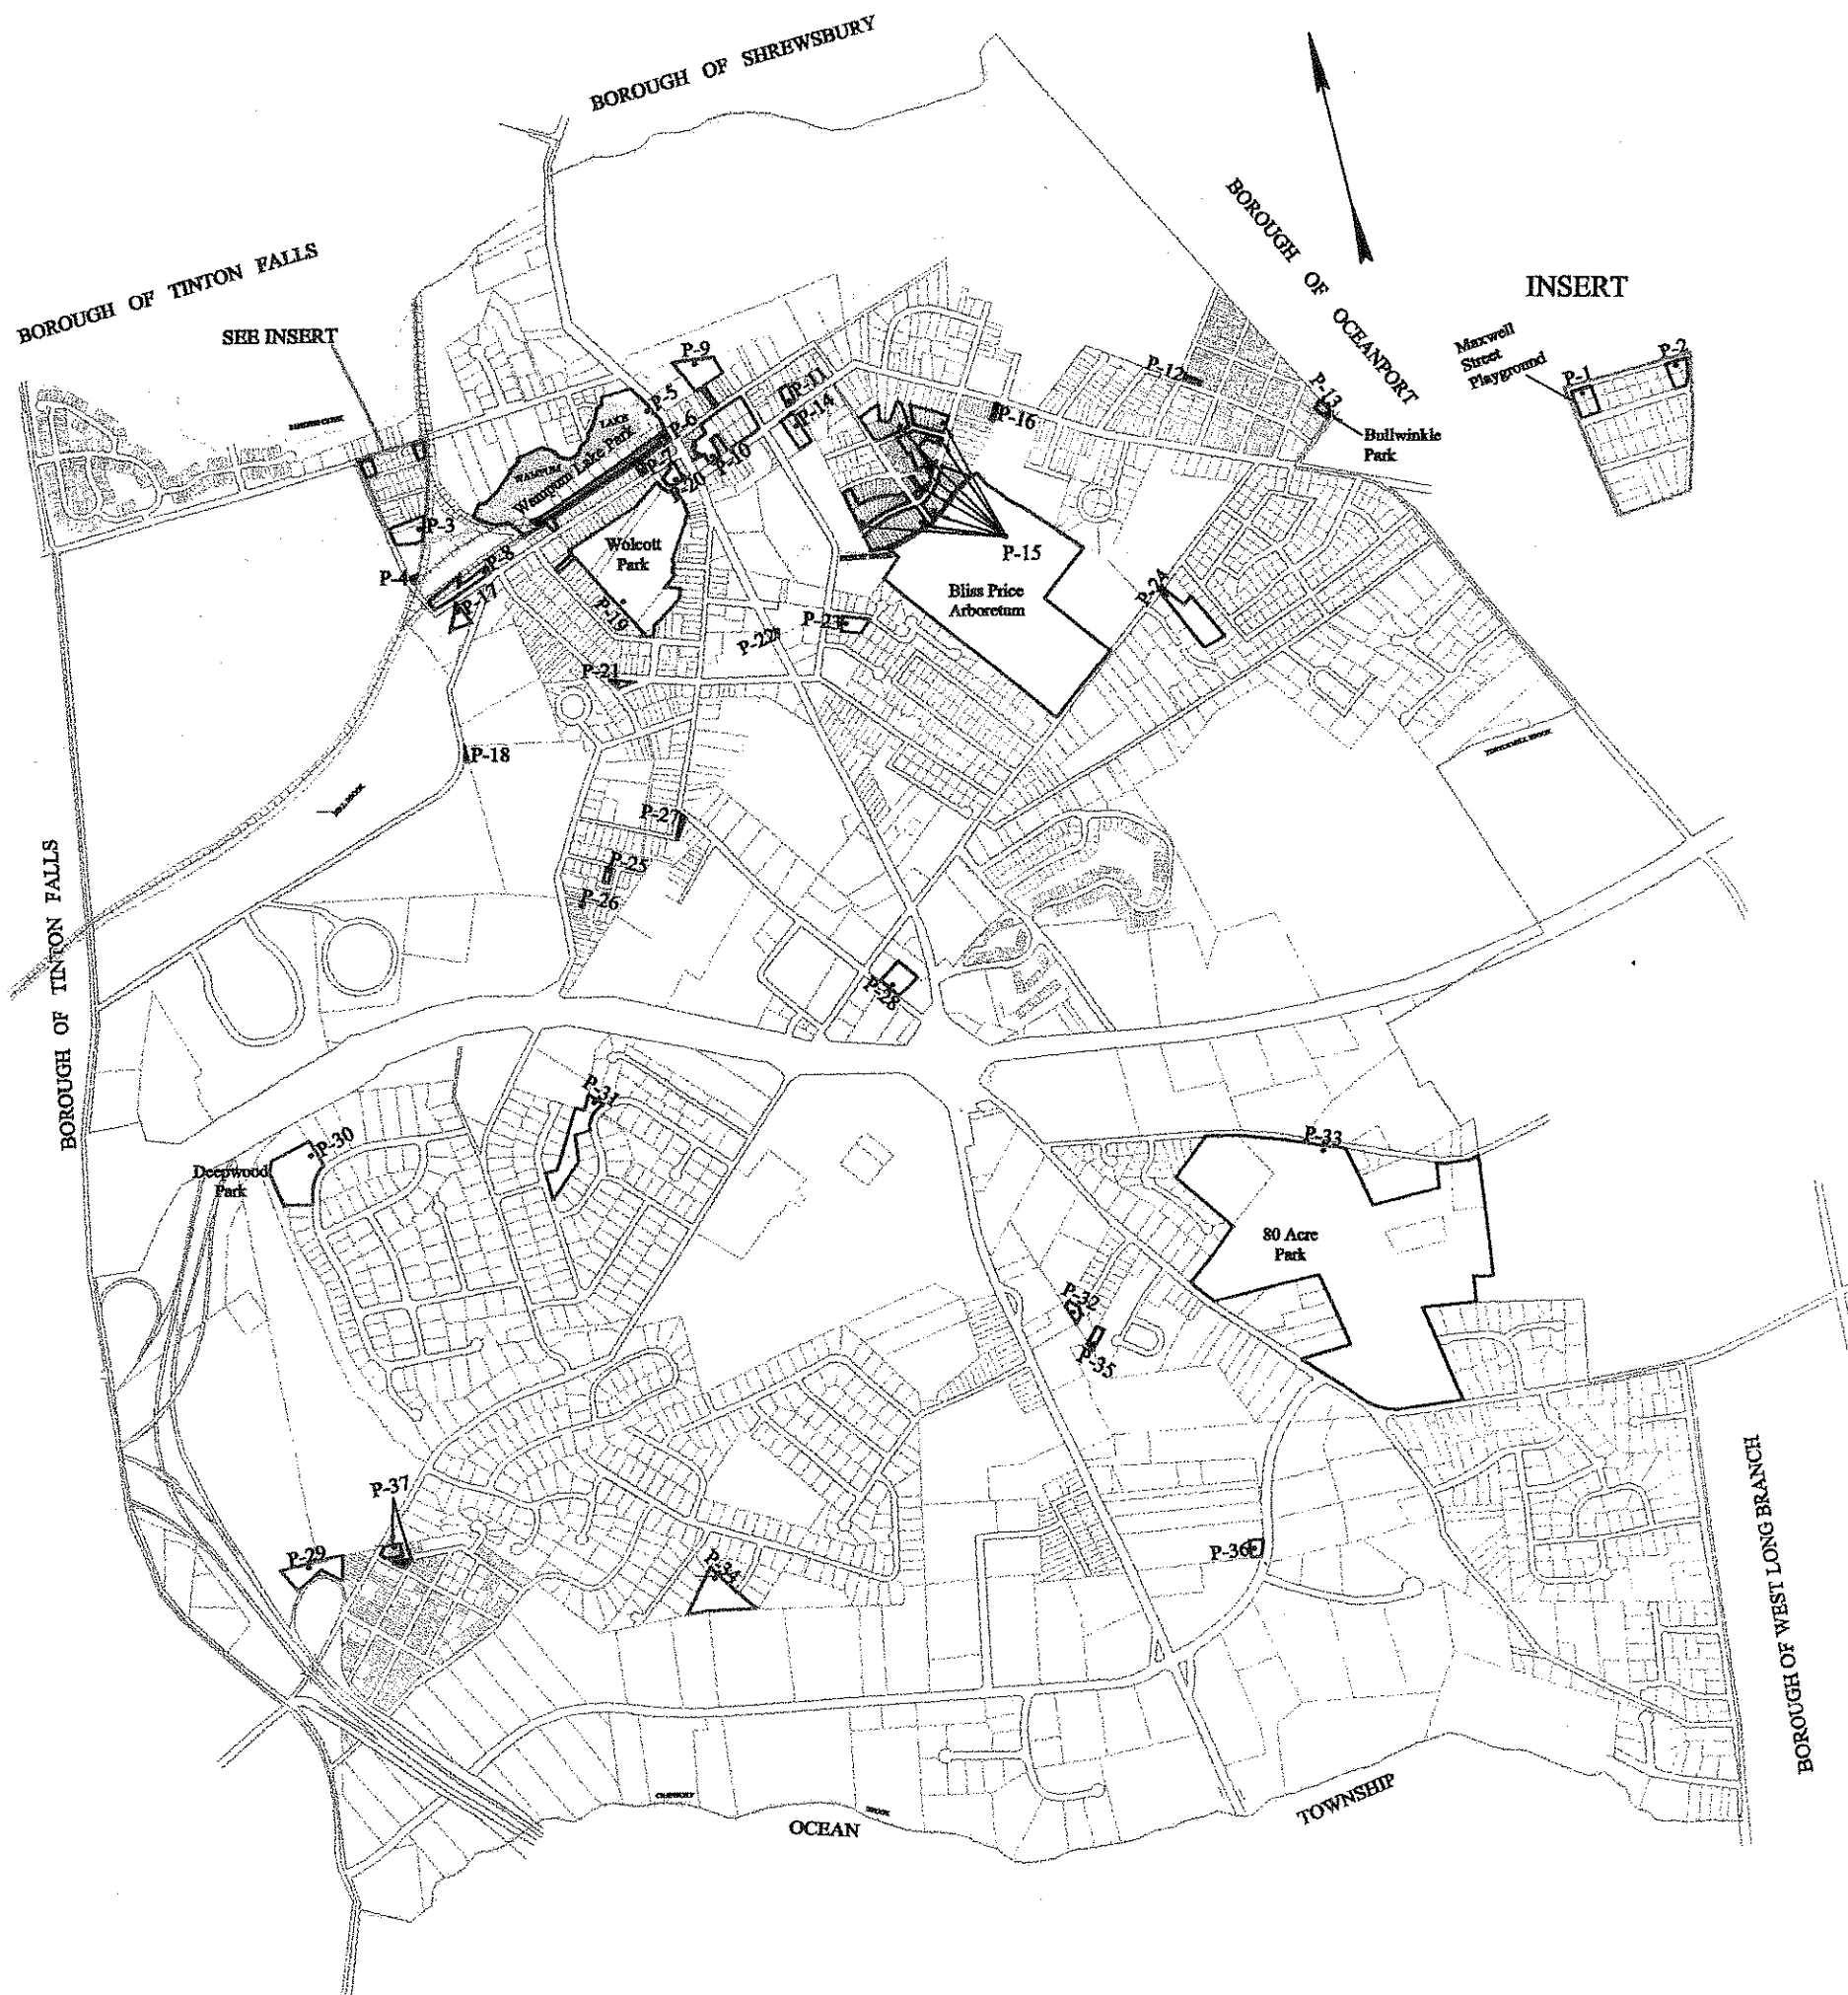 BOROUGH OF SHREWSBURY
BOROUGH OF TINTON FALLS
SEE INSERT
BOROUGH OF OCEANPORT
INSERT
Maxwell
Street
Playground
P-1
P-2
P-9
P-5
P-6
P-11
P-14
P-12
P-13
P-16
Bullwinkle
Park
LAKE
WAMPUM
Wampum Lake Park
P-7
P-10
P-20
P-3
P-8
P-4
P-17
Wolcott
Park
P-15
Bliss Price
Arboretum
P-24
P-19
P-23
P-22
P-21
P-18
P-27
P-25
P-26
P-28
BOROUGH OF TINTON FALLS
P-31
P-30
Deepwood
Park
P-33
80 Acre
Park
P-32
P-35
P-37
P-29
P-34
P-36
BOROUGH OF WEST LONG BRANCH
BROOK
OCEAN
TOWNSHIP